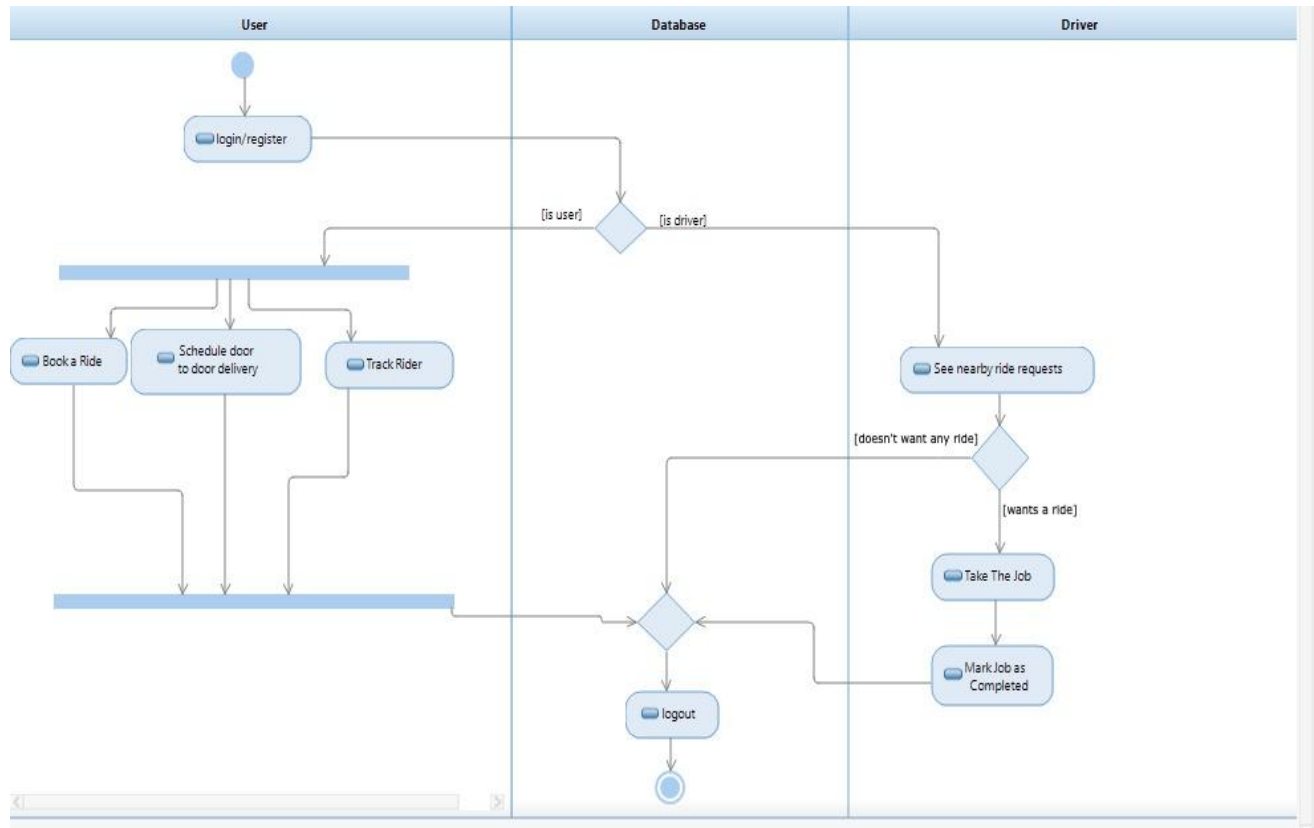 User
Database
Driver
login/register
[is user]
[is driver]
Book a Ride
Schedule door
to door delivery
Track Rider
See nearby ride requests
[doesn't want any ride]
[wants a ride]
Take The Job
Mark Job as
Completed
logout